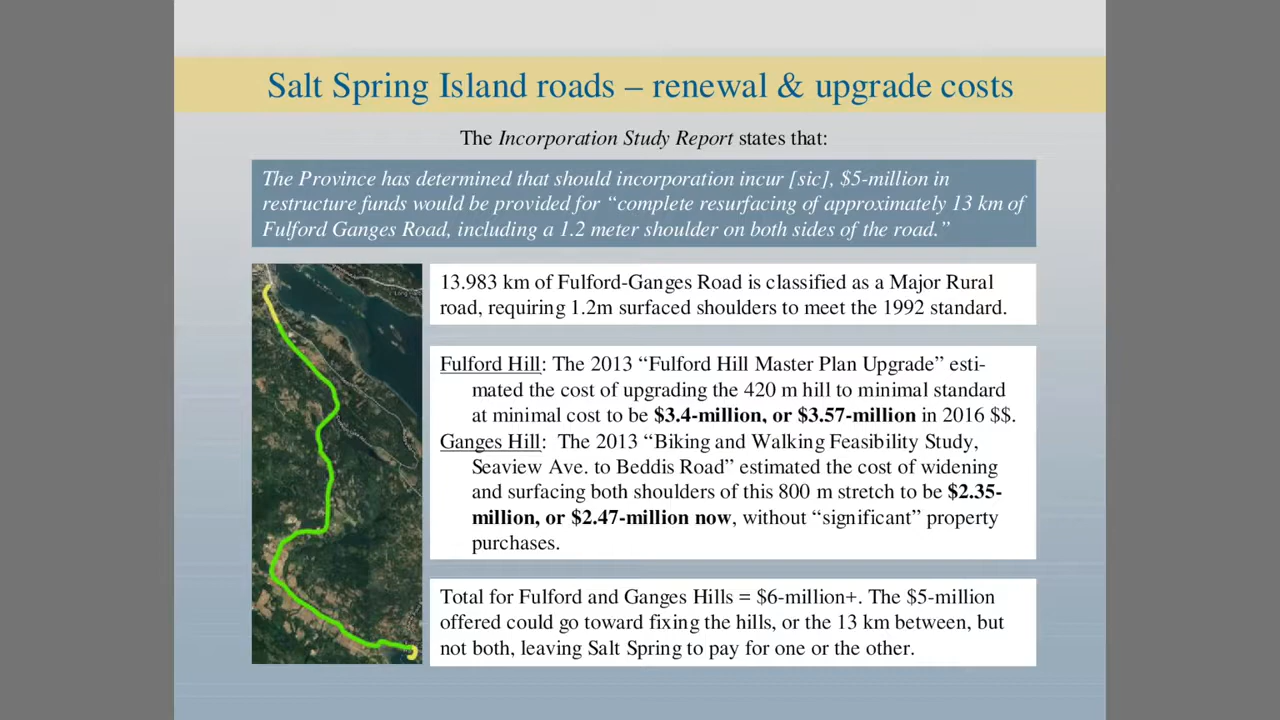 Salt Spring Island roads – renewal & upgrade costs
The Incorporation Study Report states that:
The Province has determined that should incorporation incur [sic], $5-million in
restructure funds would be provided for “complete resurfacing of approximately 13 km of
Fulford Ganges Road, including a 1.2 meter shoulder on both sides of the road.”
13.983 km of Fulford-Ganges Road is classified as a Major Rural
road, requiring 1.2m surfaced shoulders to meet the 1992 standard.
Fulford Hill: The 2013 “Fulford Hill Master Plan Upgrade” esti-
mated the cost of upgrading the 420 m hill to minimal standard
at minimal cost to be $3.4-million, or $3.57-million in 2016 $$.
Ganges Hill: The 2013 “Biking and Walking Feasibility Study,
Seaview Ave. to Beddis Road” estimated the cost of widening
and surfacing both shoulders of this 800 m stretch to be $2.35-
million, or $2.47-million now, without “significant” property
purchases.
Total for Fulford and Ganges Hills = $6-million+. The $5-million
offered could go toward fixing the hills, or the 13 km between, but
not both, leaving Salt Spring to pay for one or the other.